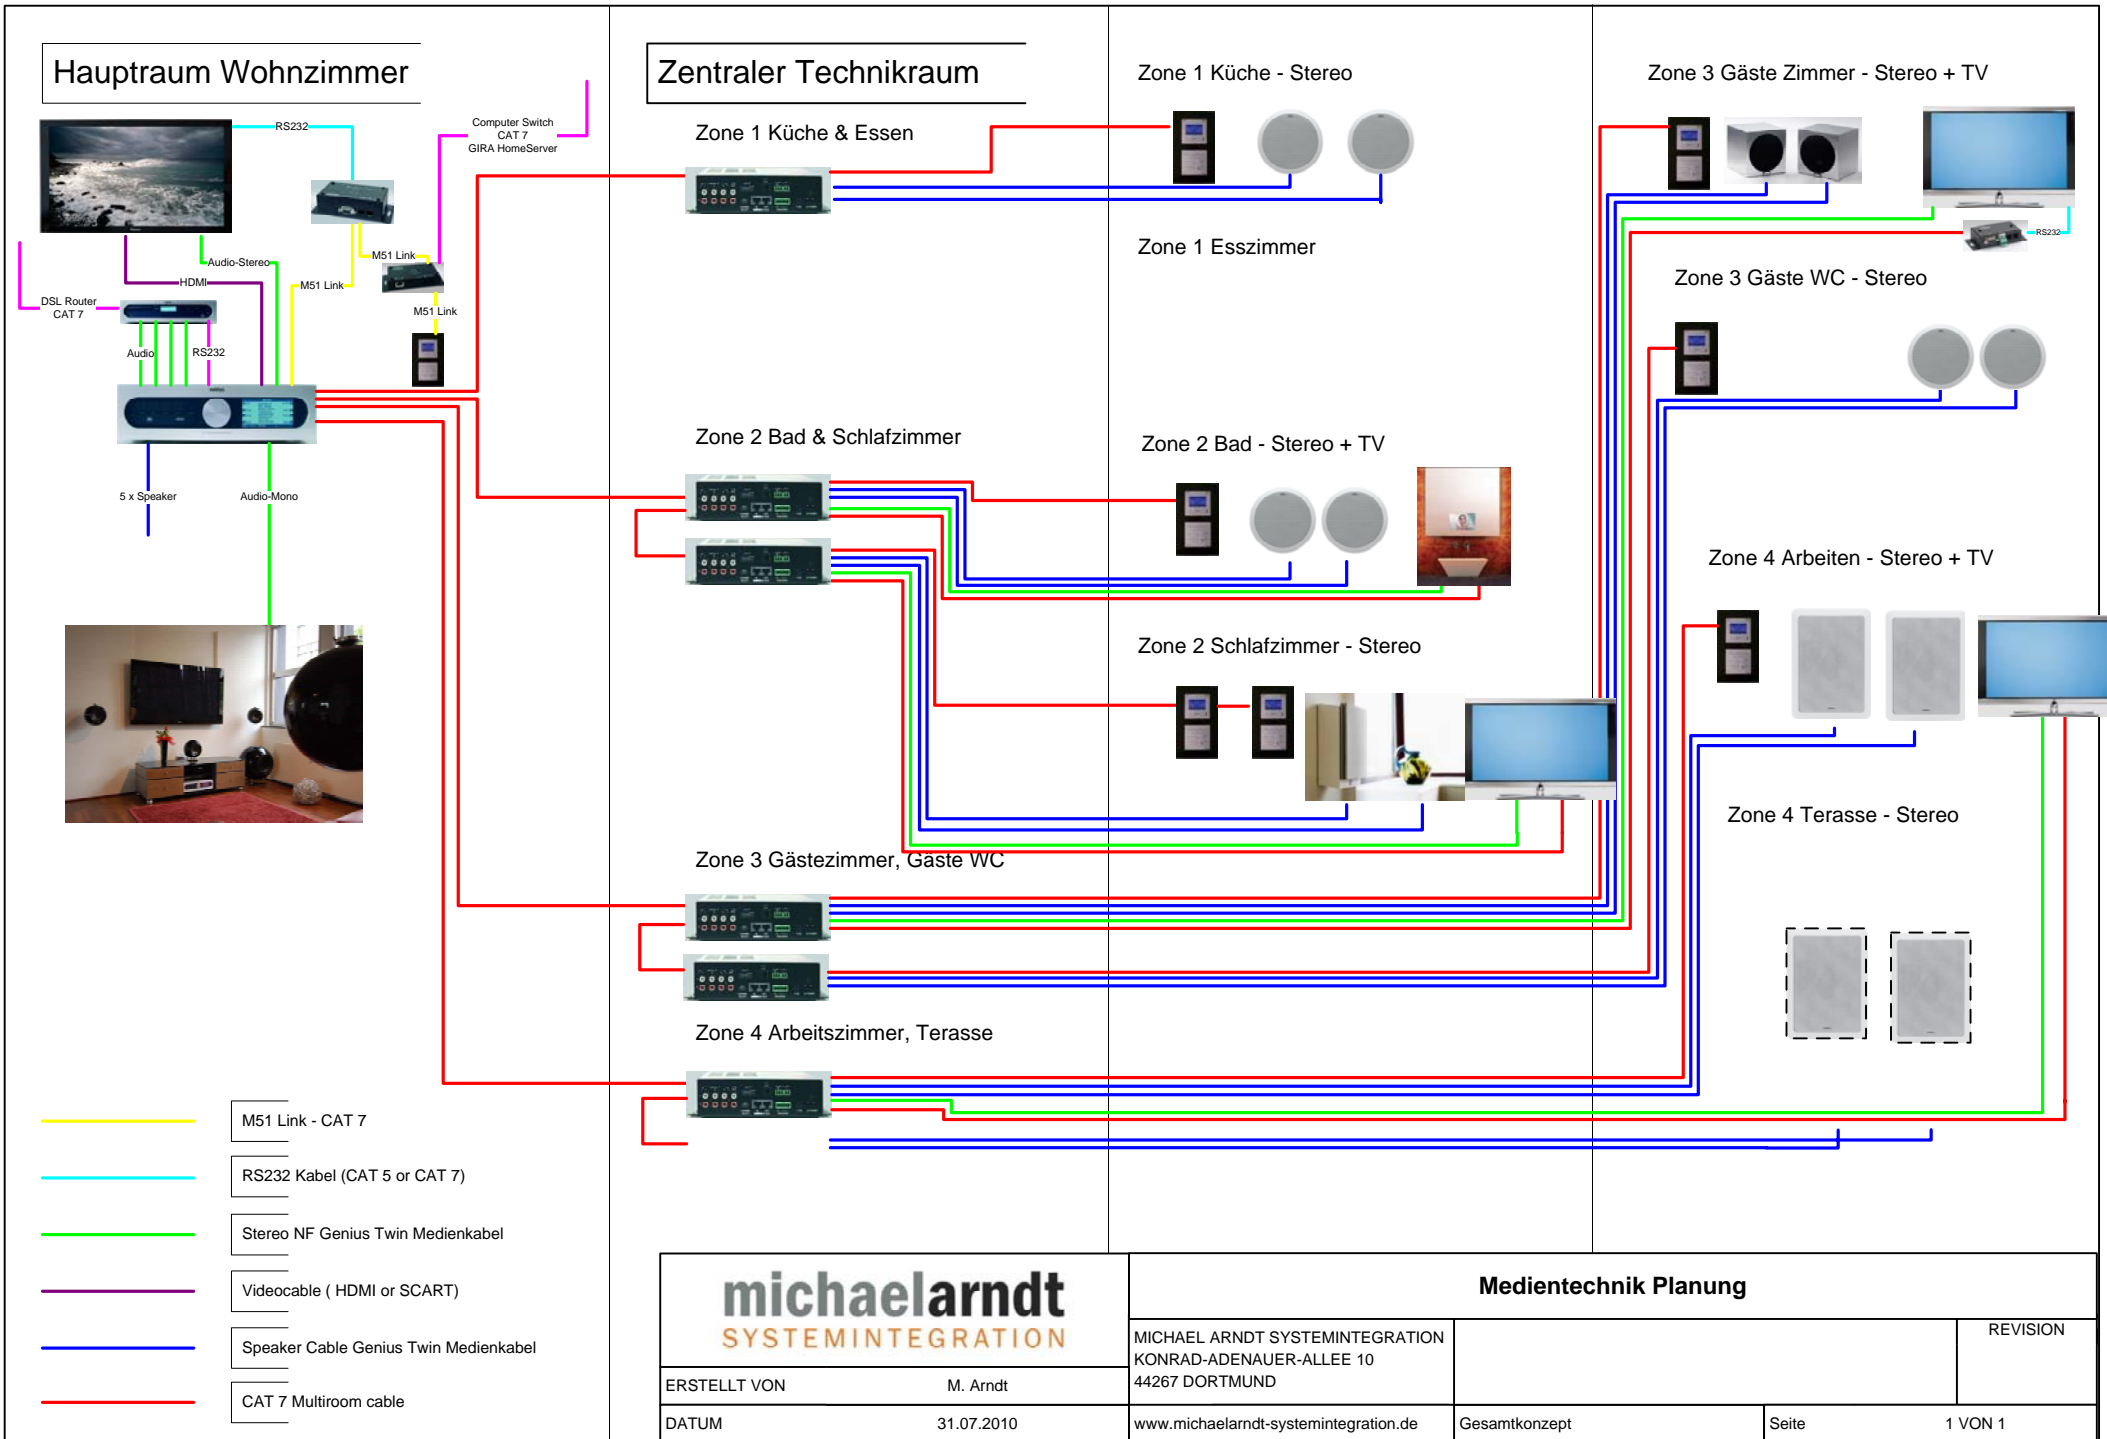 Hauptraum Wohnzimmer
RS232
Computer Switch
CAT 7
GIRA HomeServer
M51 Link
Audio-Stereo
HDMI
M51 Link
DSL Router
CAT 7
M51 Link
Audio
RS232
5 x Speaker
Audio-Mono
Zentraler Technikraum
Zone 1 Küche & Essen
Zone 2 Bad & Schlafzimmer
Zone 3 Gästezimmer, Gäste WC
Zone 4 Arbeitszimmer, Terasse
Zone 1 Küche - Stereo
Zone 1 Esszimmer
Zone 2 Bad - Stereo + TV
Zone 2 Schlafzimmer - Stereo
Zone 3 Gäste Zimmer - Stereo + TV
RS232
Zone 3 Gäste WC - Stereo
Zone 4 Arbeiten - Stereo + TV
Zone 4 Terasse - Stereo
M51 Link - CAT 7
RS232 Kabel (CAT 5 or CAT 7)
Stereo NF Genius Twin Medienkabel
Videocable ( HDMI or SCART)
Speaker Cable Genius Twin Medienkabel
CAT 7 Multiroom cable
michaelarndt
SYSTEMINTEGRATION
ERSTELLT VON M. Arndt
DATUM 31.07.2010
Medientechnik Planung
MICHAEL ARNDT SYSTEMINTEGRATION
KONRAD-ADENAUER-ALLEE 10
44267 DORTMUND
REVISION
www.michaelarndt-systemintegration.de
Gesamtkonzept
Seite 1 VON 1